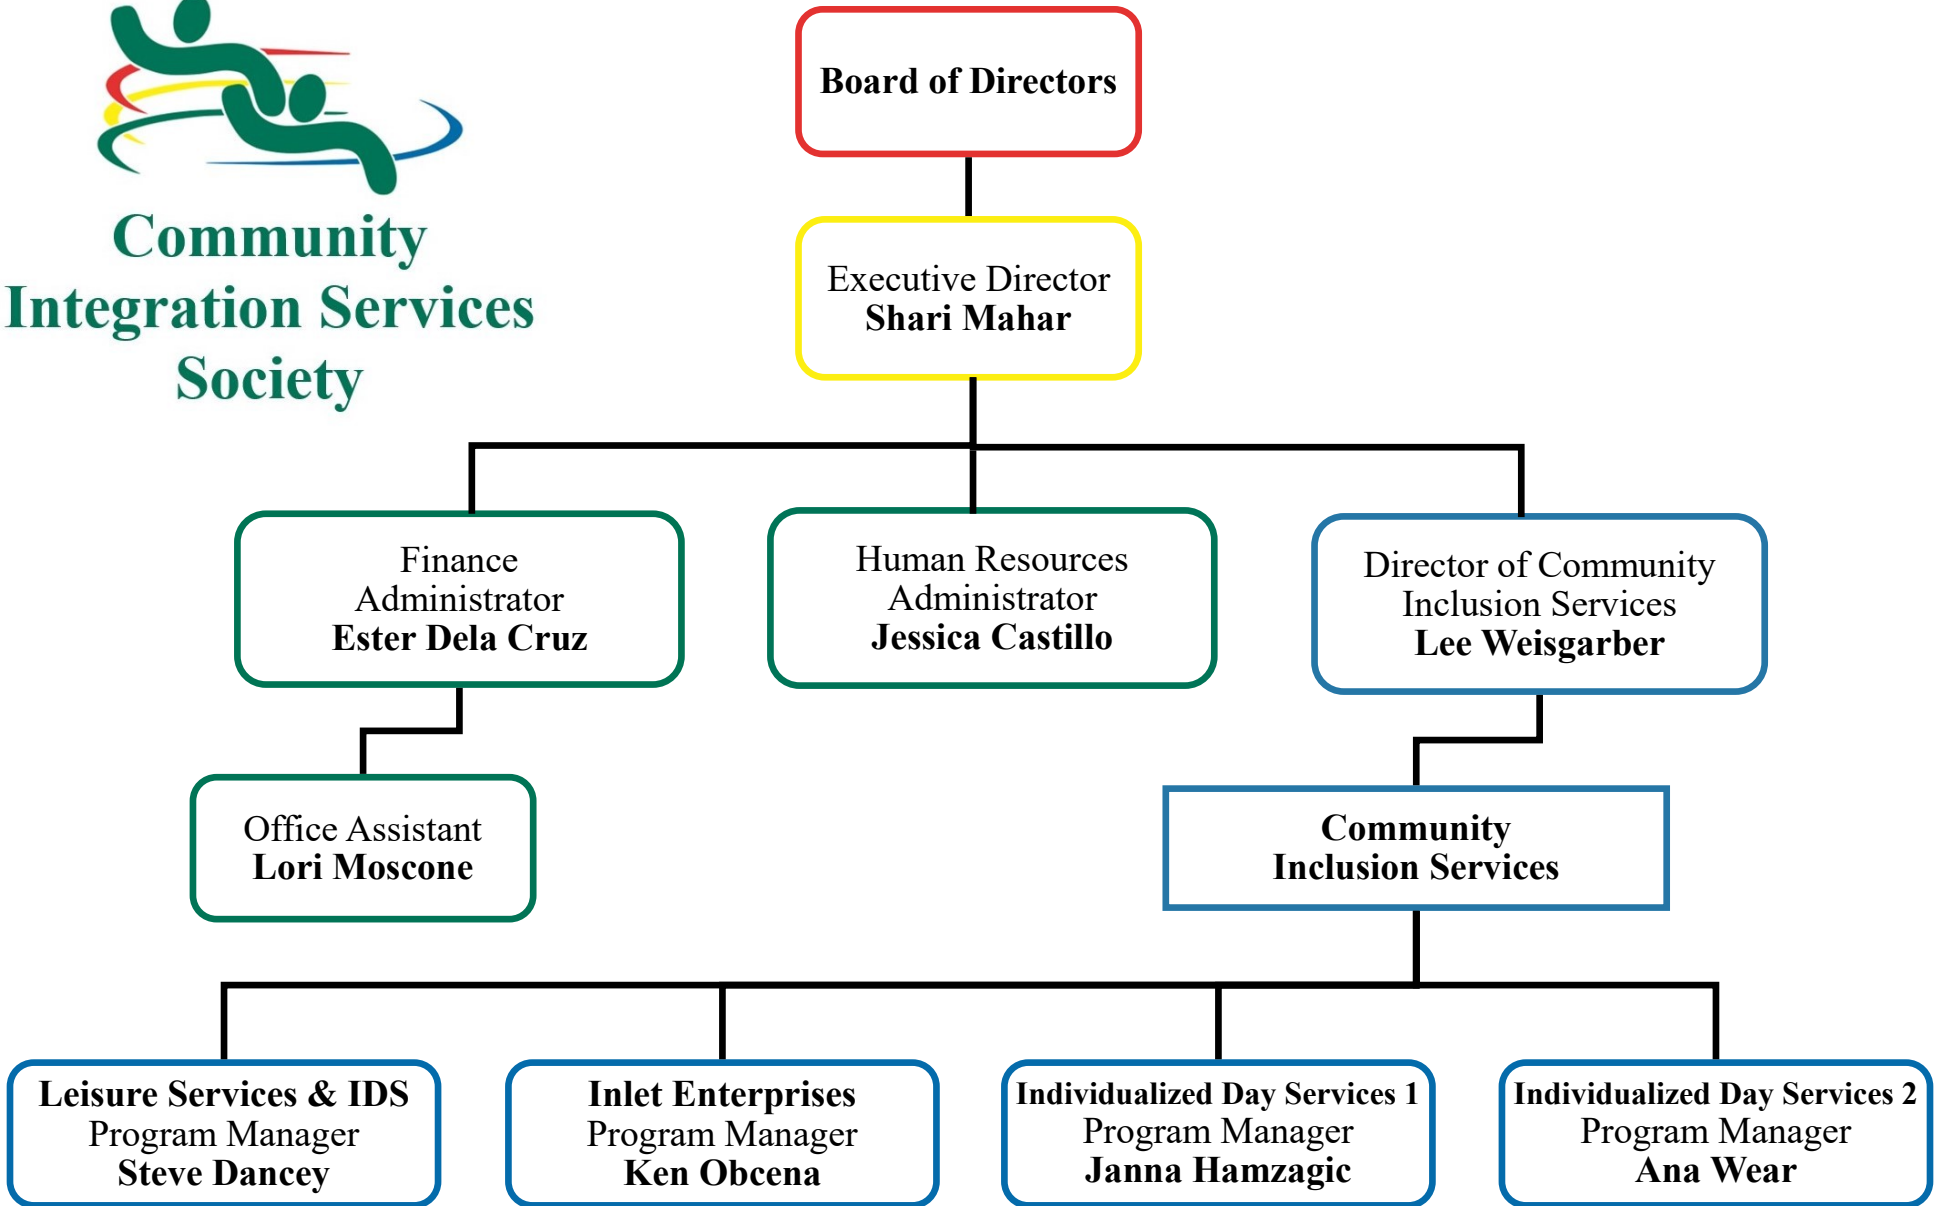 Community
Integration Services
Society
Board of Directors
Executive Director
Shari Mahar
Finance
Administrator
Ester Dela Cruz
Human Resources
Administrator
Jessica Castillo
Director of Community
Inclusion Services
Lee Weisgarber
Office Assistant
Lori Moscone
Community
Inclusion Services
Leisure Services & IDS
Program Manager
Steve Dancey
Inlet Enterprises
Program Manager
Ken Obcena
Individualized Day Services 1
Program Manager
Janna Hamzagic
Individualized Day Services 2
Program Manager
Ana Wear